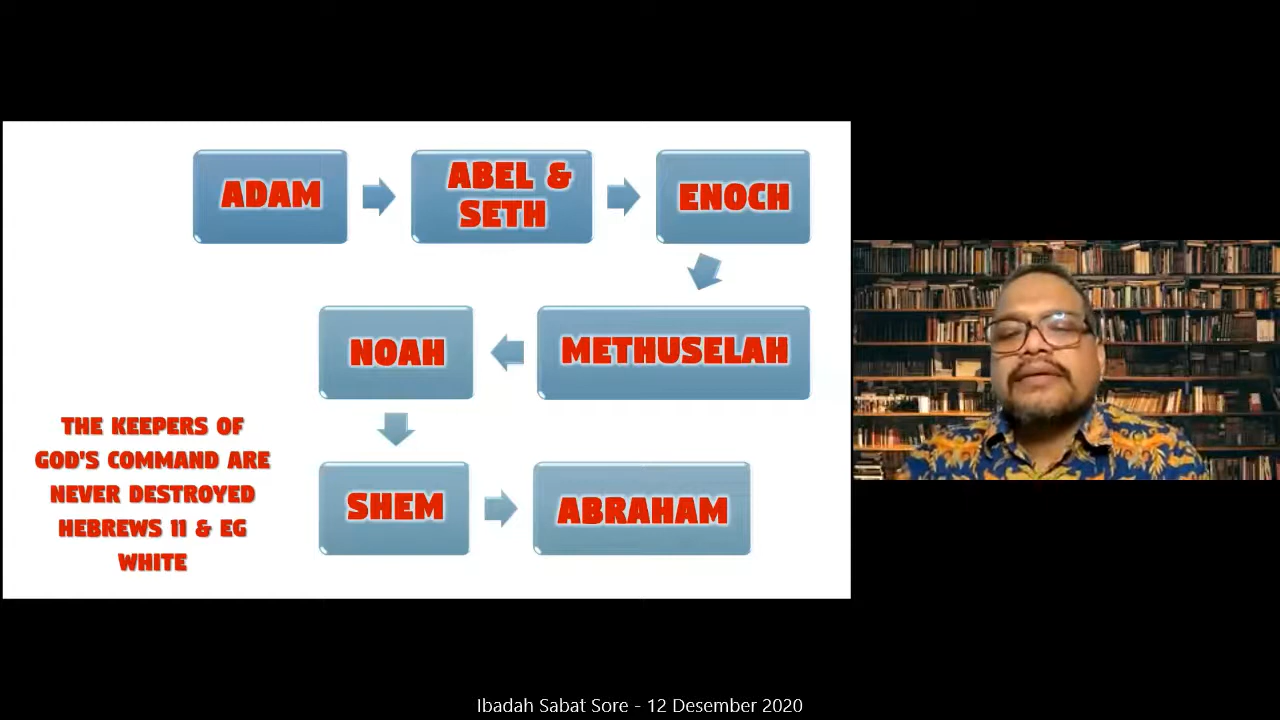 ADAM
ABEL &
SETH
ENOCH
NOAH
METHUSELAH
THE KEEPERS OF
GOD'S COMMAND ARE
NEVER DESTROYED
HEBREWS 11 & EG
WHITE
SHEM
ABRAHAM
Ibadah Sabat Sore - 12 Desember 2020